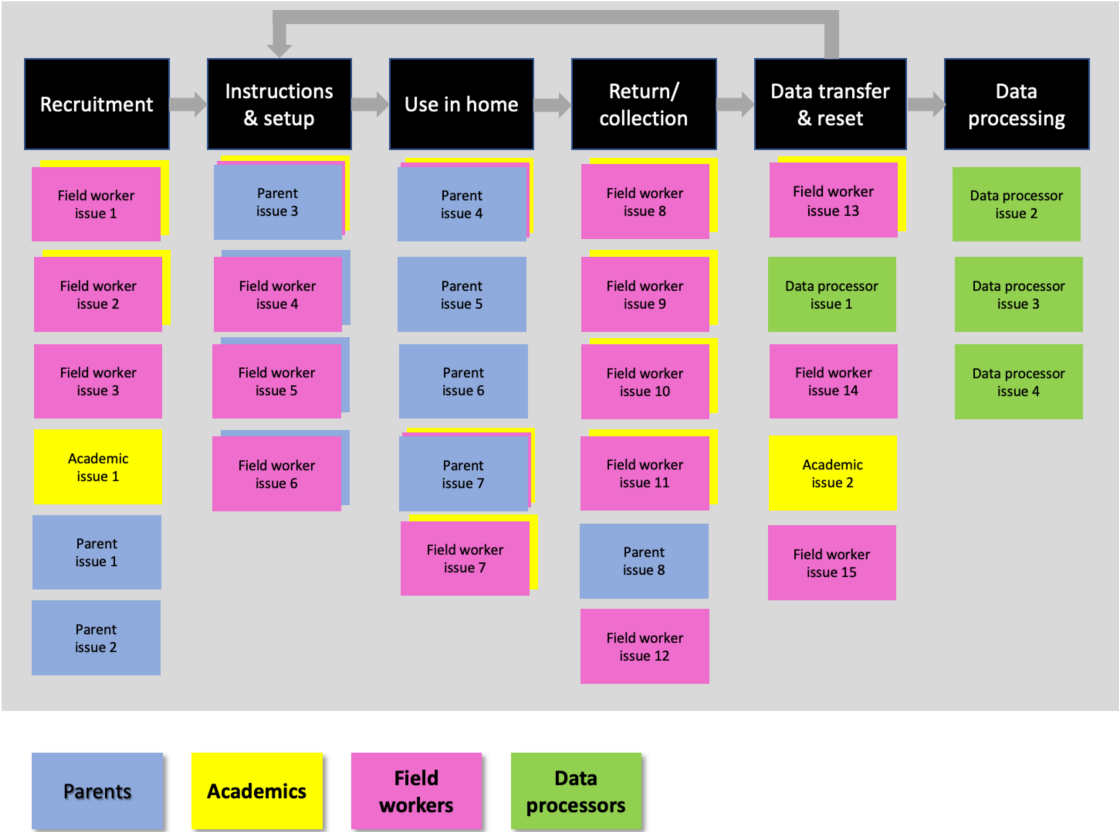 Recruitment
Instructions
& setup
Use in home
Return/
collection
Data transfer
& reset
Data
processing
Field worker
issue 1
Field worker
issue 2
Field worker
issue 3
Academic
issue 1
Parent
issue 1
Parent
issue 2
Parent
issue 3
Field worker
issue 4
Field worker
issue 5
Field worker
issue 6
Parent
issue 4
Parent
issue 5
Parent
issue 6
Parent
issue 7
Field worker
issue 7
Field worker
issue 8
Field worker
issue 9
Field worker
issue 10
Field worker
issue 11
Parent
issue 8
Field worker
issue 12
Field worker
issue 13
Data processor
issue 1
Field worker
issue 14
Academic
issue 2
Field worker
issue 15
Data processor
issue 2
Data processor
issue 3
Data processor
issue 4
Parents
Academics
Field
workers
Data
processors